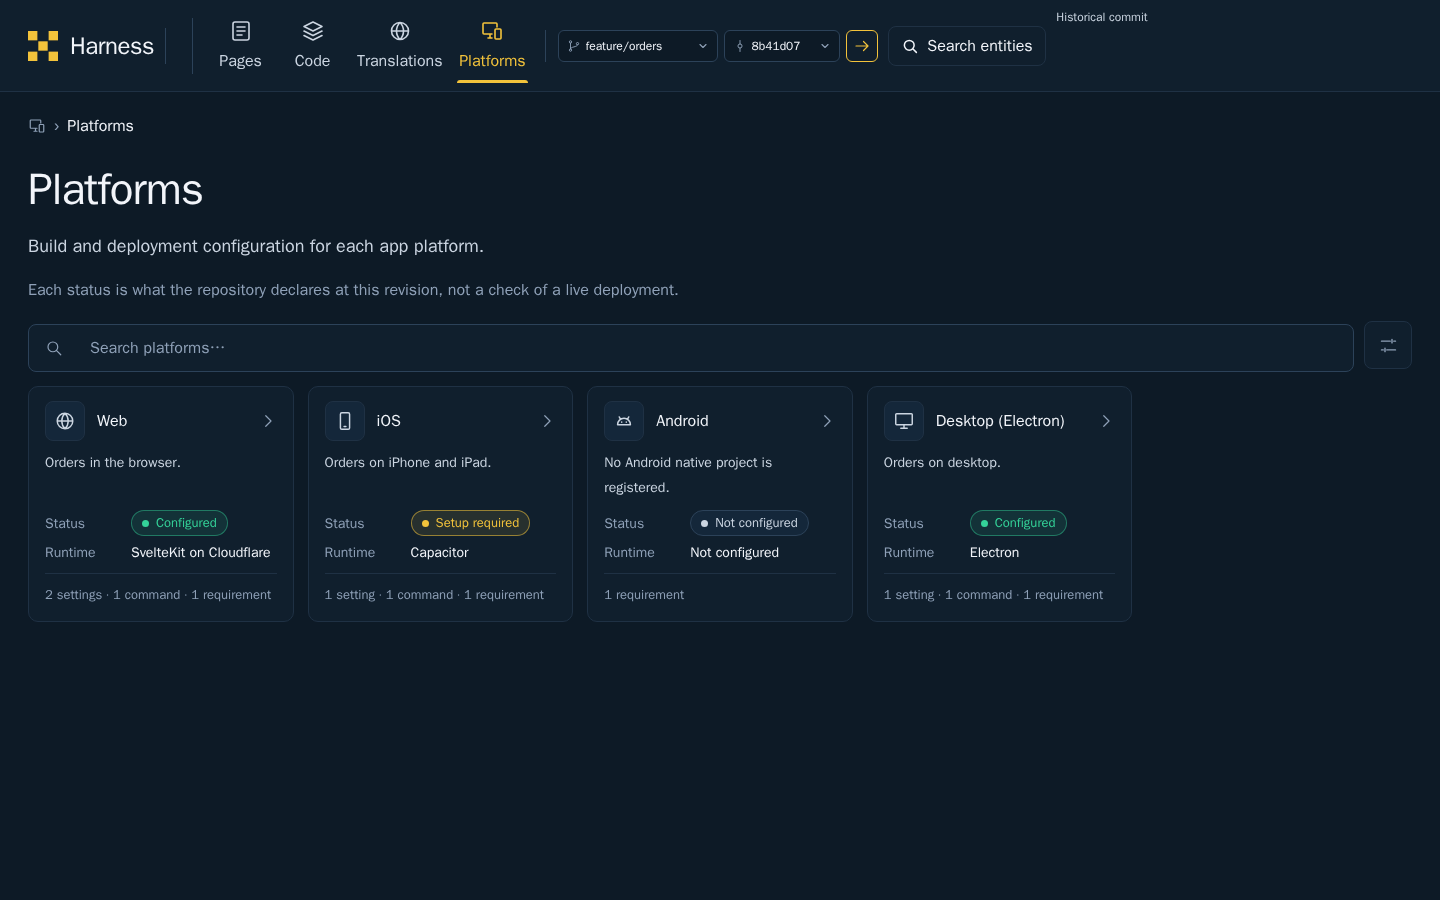 Historical commit
Harness
Pages
Code
Translations
Platforms
feature/orders
8b41d07
Search entities
› Platforms
Platforms
Build and deployment configuration for each app platform.
Each status is what the repository declares at this revision, not a check of a live deployment.
Search platforms···
Web
Orders in the browser.
Status Configured
Runtime SvelteKit on Cloudflare
2 settings · 1 command · 1 requirement
iOS
Orders on iPhone and iPad.
Status Setup required
Runtime Capacitor
1 setting · 1 command · 1 requirement
Android
No Android native project is
registered.
Status Not configured
Runtime Not configured
1 requirement
Desktop (Electron)
Orders on desktop.
Status Configured
Runtime Electron
1 setting · 1 command · 1 requirement